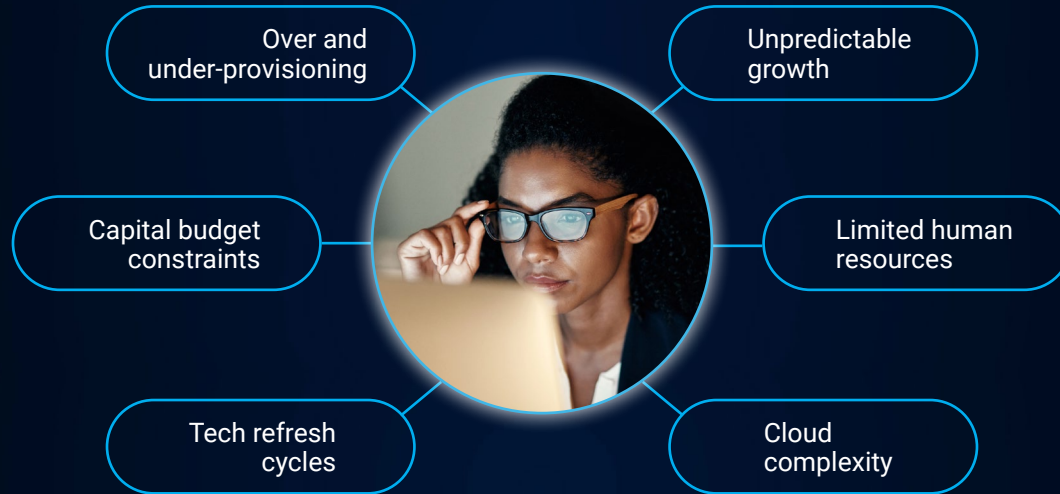 Over and
under-provisioning
Unpredictable
growth
Capital budget
constraints
Limited human
resources
Tech refresh
cycles
Cloud
complexity